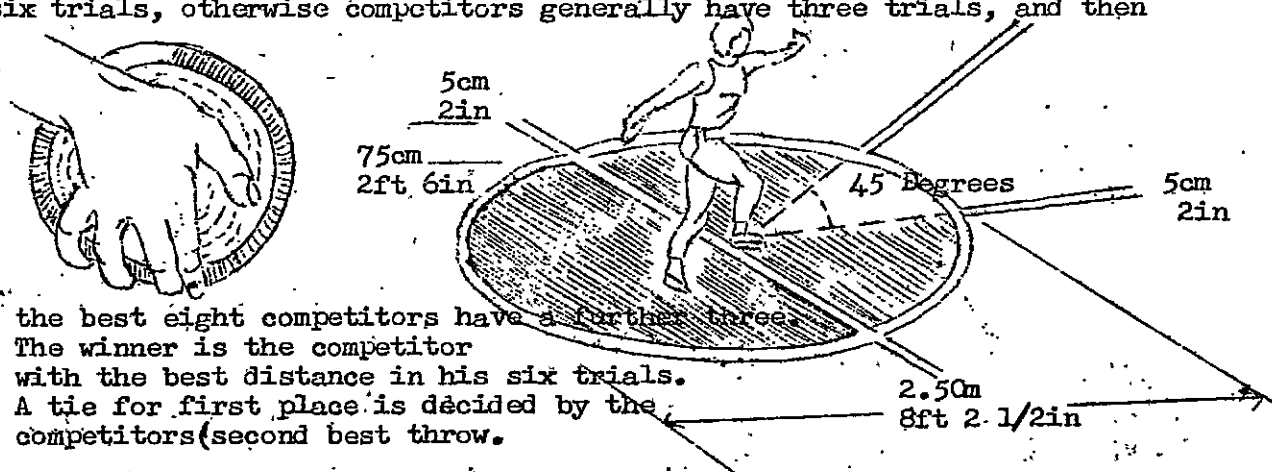 six trials, otherwise competitors generally have three trials, and then
5cm
2in
75cm
2ft 6in
45 Degrees
5cm
2in
the best eight competitors have a further three.
The winner is the competitor
with the best distance in his six trials.
A tie for first place is decided by the
competitors(second best throw.
2.50m
8ft 2 1/2in